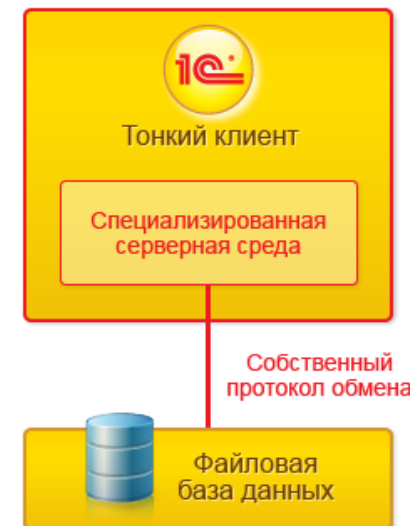 1С
Тонкий клиент
Специализированная
серверная среда
Собственный
протокол обмена
Файловая
база данных